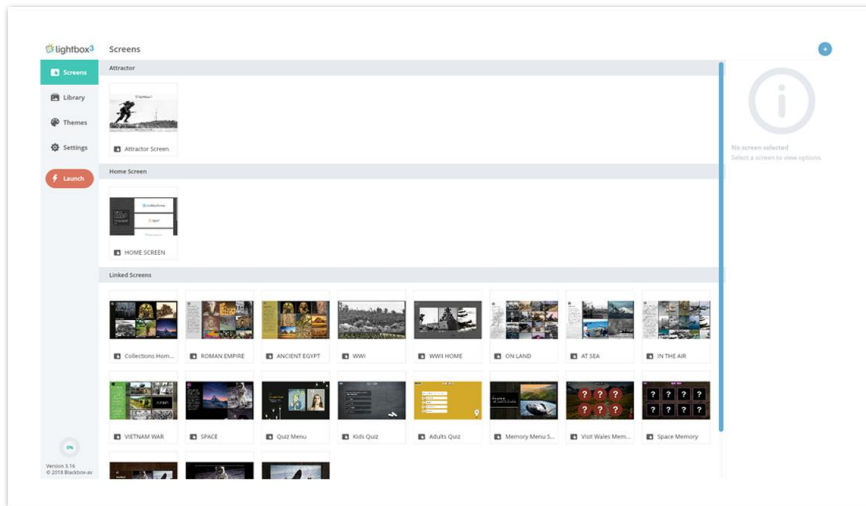 lightbox3
Screens
Screens
Library
Themes
Settings
Launch
Attractor
Attractor Screen
Home Screen
HOME SCREEN
Linked Screens
Collections Hom...
ROMAN EMPIRE
ANCIENT EGYPT
WWI
WWII HOME
ON LAND
AT SEA
IN THE AIR
VIETNAM WAR
SPACE
Quiz Menu
Kids Quiz
Adults Quiz
Memory Menu S...
Visit Wales Mem...
Space Memory
? ? ?
? ? ?
? ? ? ?
? ? ? ?
No screen selected
Select a screen to view options.
0%
Version 3.16
© 2018 Blackbox-av